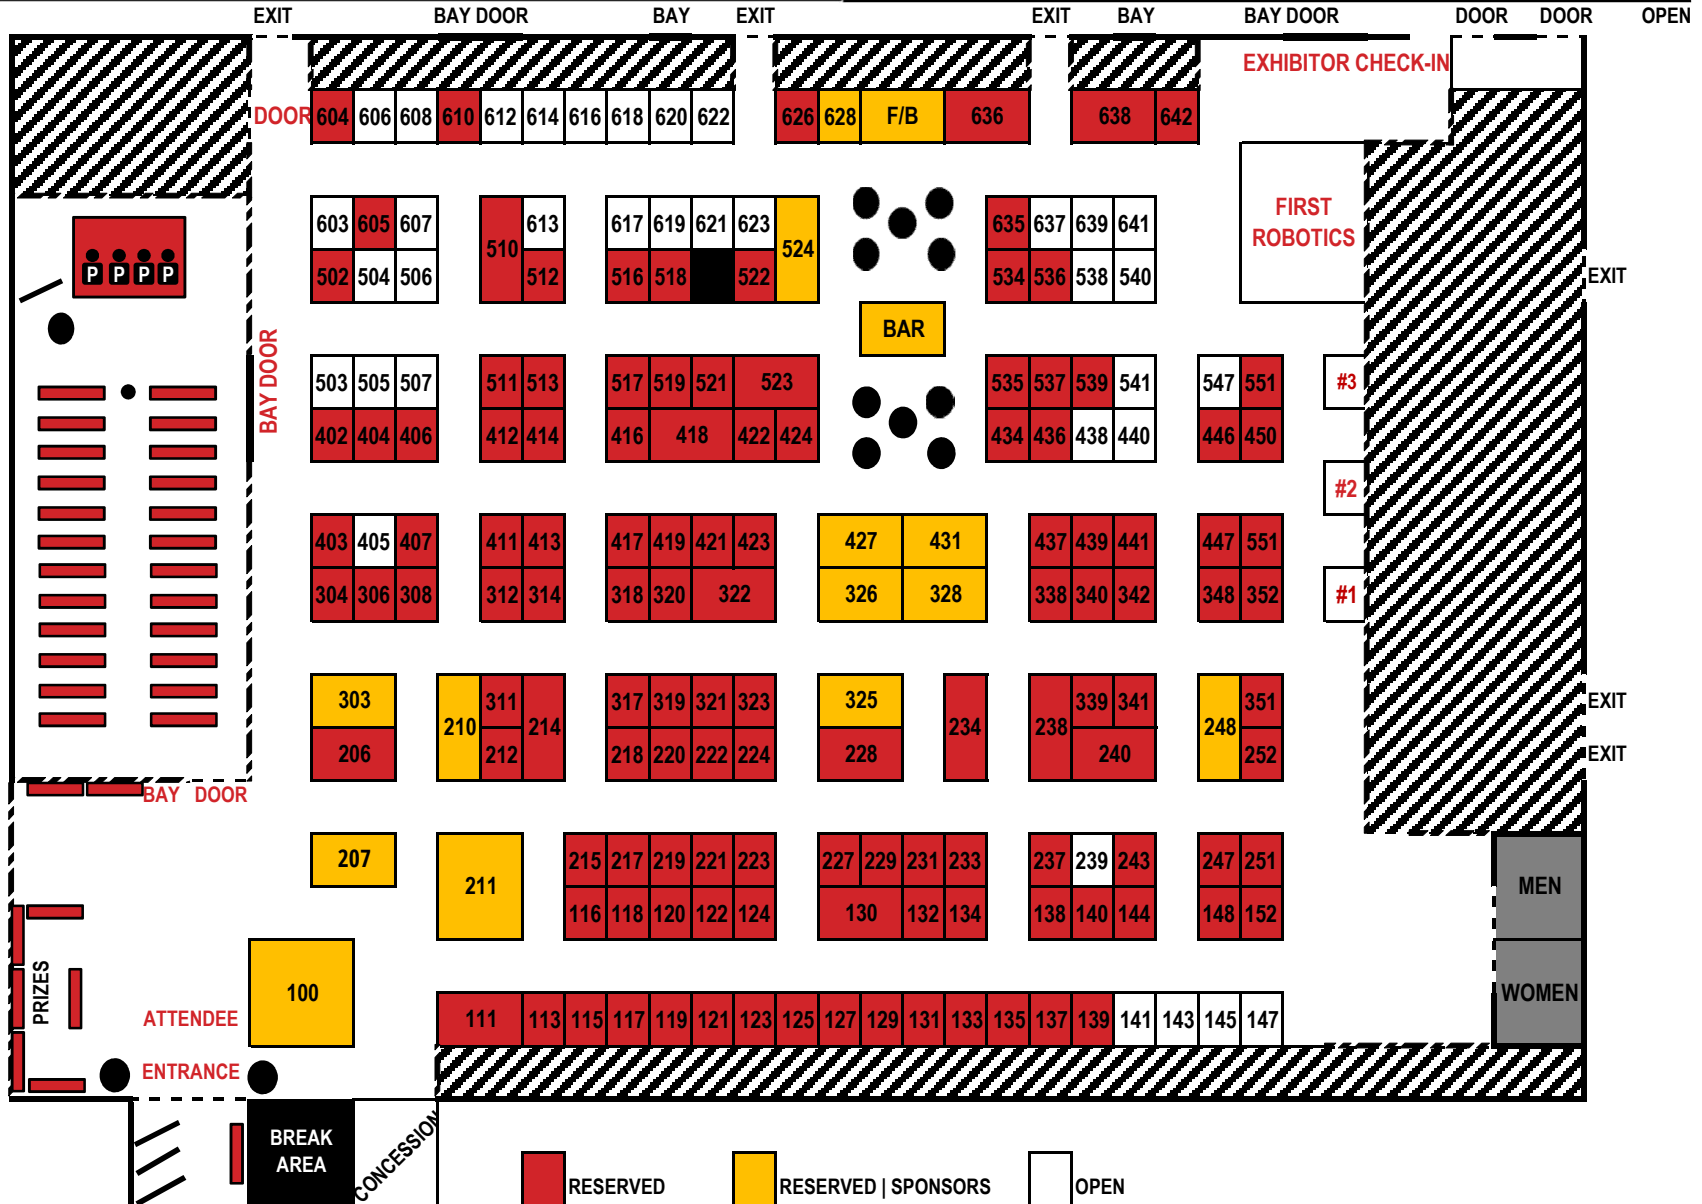 EXIT BAY DOOR BAY EXIT EXIT BAY BAY DOOR DOOR DOOR OPEN
EXHIBITOR CHECK-IN
DOOR 604 606 608 610 612 614 616 618 620 622 626 628 F/B 636 638 642
603 605 607 510 613 617 619 621 623 524 635 637 639 641
FIRST
ROBOTICS
P P P P
502 504 506 512 516 518 522 534 536 538 540
EXIT
BAR
BAY DOOR
503 505 507 511 513 517 519 521 523 535 537 539 541 547 551 #3
402 404 406 412 414 416 418 422 424 434 436 438 440 446 450
#2
403 405 407 411 413 417 419 421 423 427 431 437 439 441 447 551
304 306 308 312 314 318 320 322 326 328 338 340 342 348 352 #1
303 210 311 214 317 319 321 323 325 234 238 339 341 248 351 EXIT
206 212 218 220 222 224 228 240 252 EXIT
BAY DOOR
207 211 215 217 219 221 223 227 229 231 233 237 239 243 247 251
MEN
116 118 120 122 124 130 132 134 138 140 144 148 152
PRIZES
100
WOMEN
ATTENDEE
111 113 115 117 119 121 123 125 127 129 131 133 135 137 139 141 143 145 147
ENTRANCE
BREAK
AREA
CONCESSION
RESERVED RESERVED | SPONSORS OPEN